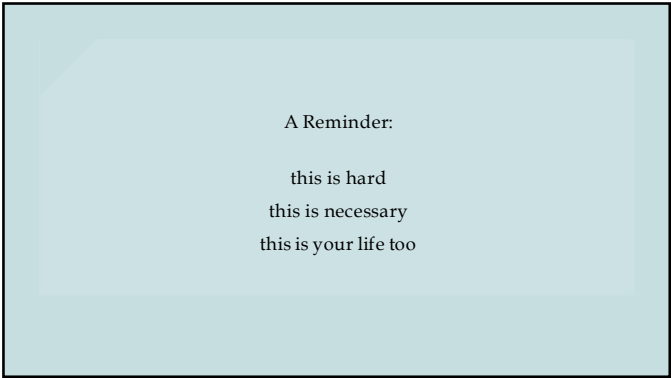 A Reminder:
this is hard
this is necessary
this is your life too